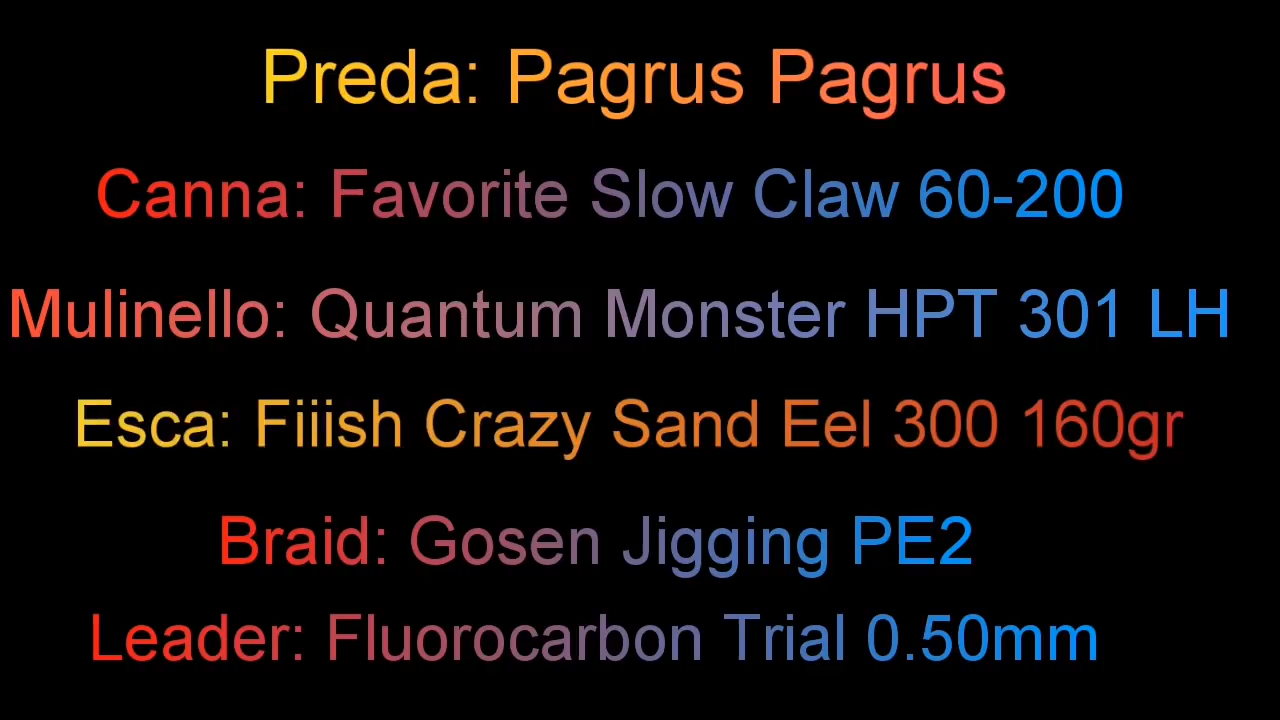 Preda: Pagrus Pagrus
Canna: Favorite Slow Claw 60-200
Mulinello: Quantum Monster HPT 301 LH
Esca: Fiiish Crazy Sand Eel 300 160gr
Braid: Gosen Jigging PE2
Leader: Fluorocarbon Trial 0.50mm